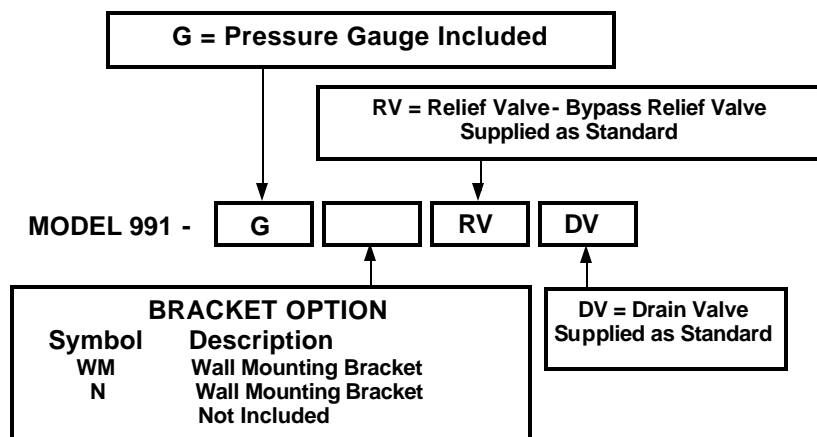 G = Pressure Gauge Included
RV = Relief Valve - Bypass Relief Valve
Supplied as Standard
MODEL 991 - G RV DV
BRACKET OPTION
Symbol Description
WM Wall Mounting Bracket
N Wall Mounting Bracket
Not Included
DV = Drain Valve
Supplied as Standard